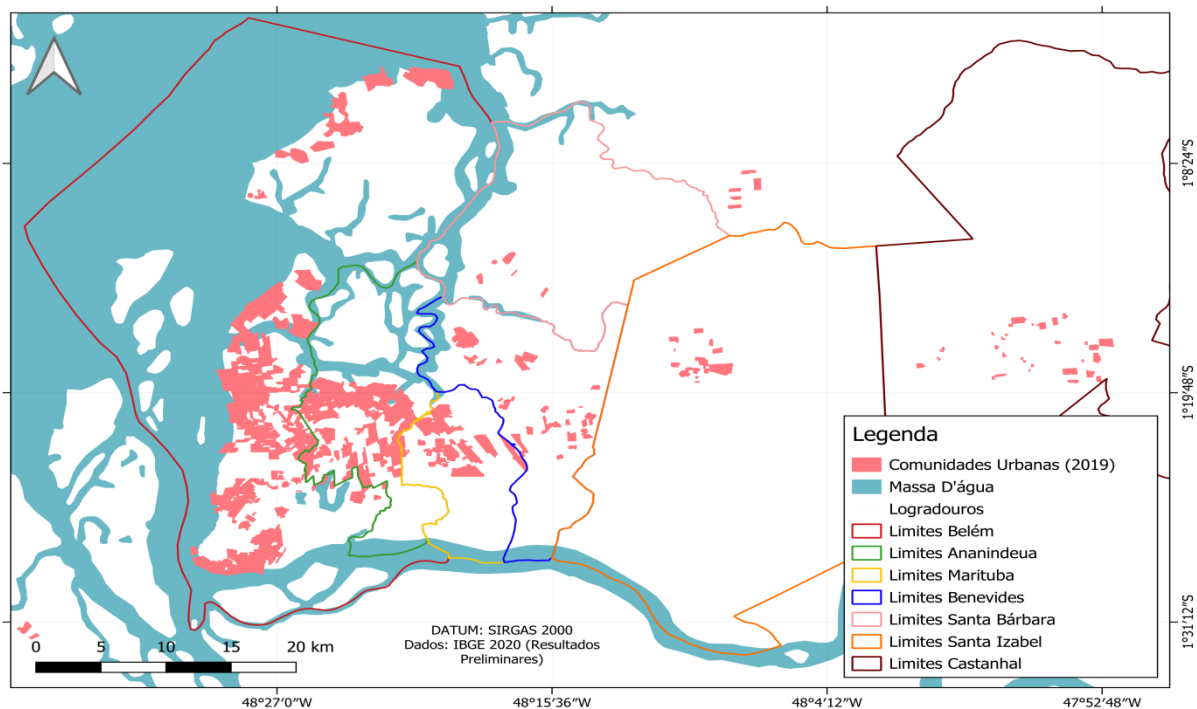 1°8'24"S
1°19'48"S
1°31'12"S
Legenda
Comunidades Urbanas (2019)
Massa D'água
Logradouros
Limites Belém
Limites Ananindeua
Limites Marituba
Limites Benevides
Limites Santa Bárbara
Limites Santa Izabel
Limites Castanhal
DATUM: SIRGAS 2000
Dados: IBGE 2020 (Resultados
Preliminares)
0 5 10 15 20 km
48°27'0"W 48°15'36"W 48°4'12"W 47°52'48"W